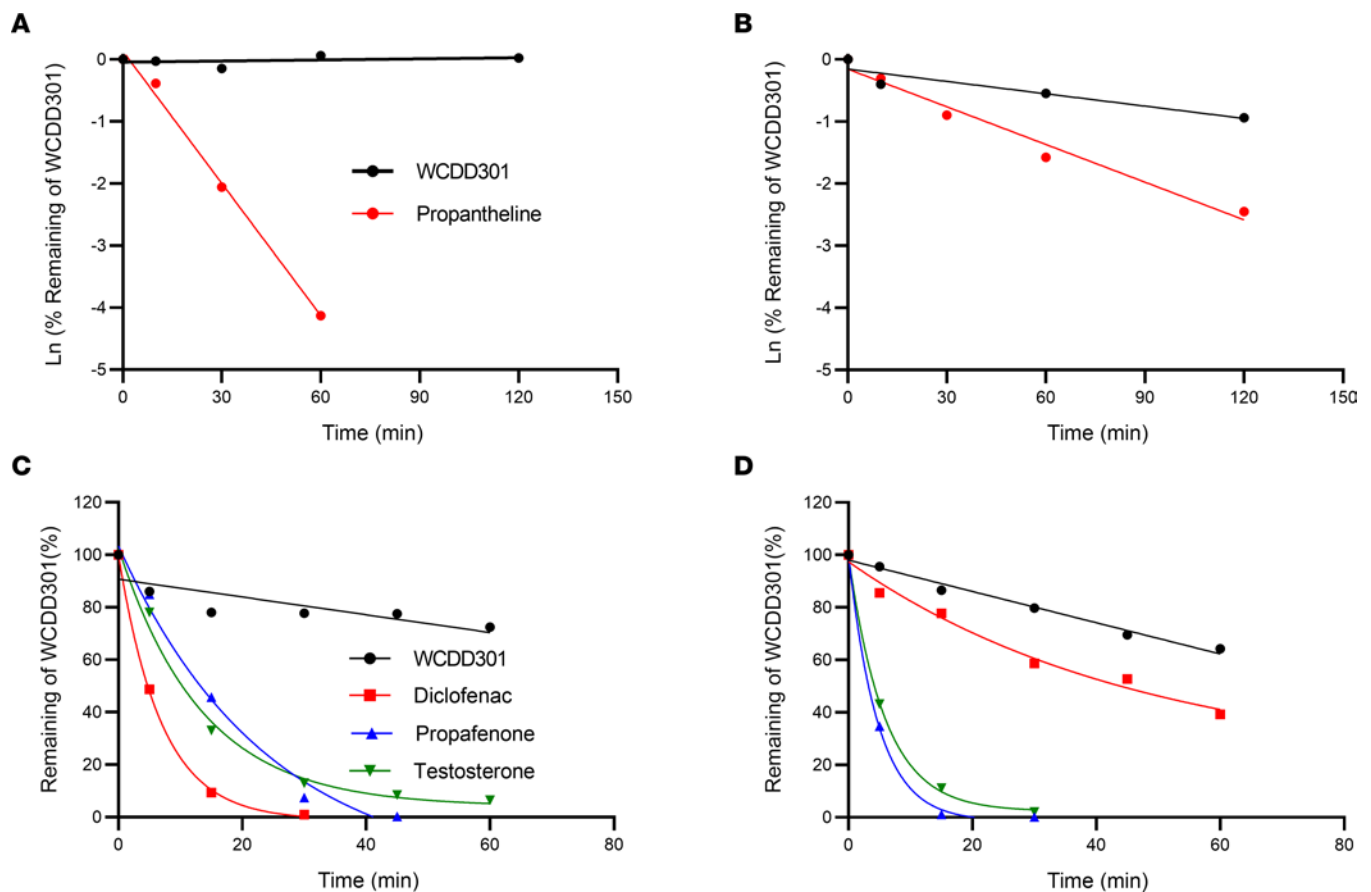 A
Ln (% Remaining of WCDD301)
0
-1
-2
-3
-4
-5
WCDD301
Propantheline
0 30 60 90 120 150
Time (min)
B
Ln (% Remaining of WCDD301)
0
-1
-2
-3
-4
-5
0 30 60 90 120 150
Time (min)
C
Remaining of WCDD301(%)
120
100
80
60
40
20
0
WCDD301
Diclofenac
Propafenone
Testosterone
0 20 40 60 80
Time (min)
D
Remaining of WCDD301(%)
120
100
80
60
40
20
0
0 20 40 60 80
Time (min)